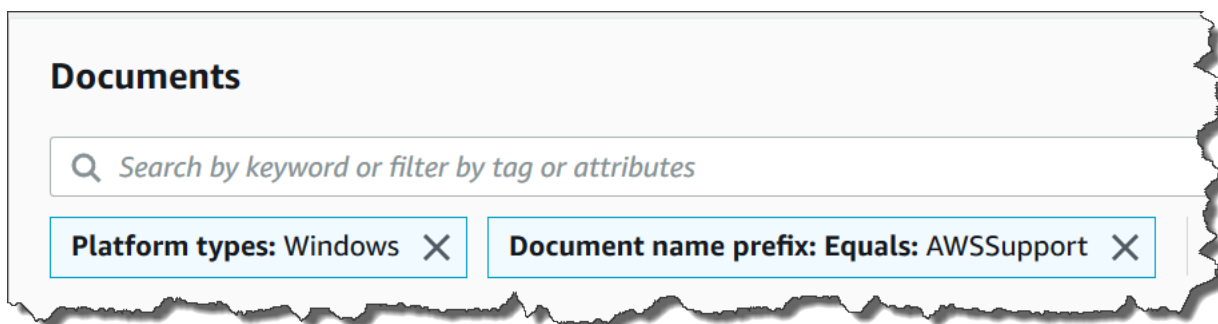 Documents
Search by keyword or filter by tag or attributes
Platform types: Windows Document name prefix: Equals: AWSSupport